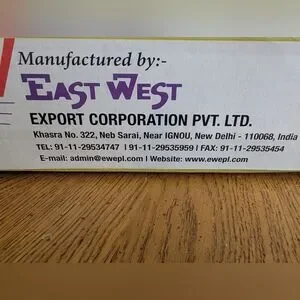 Manufactured by:-
EAST WEST
EXPORT CORPORATION PVT. LTD.
Khasra No. 322, Neb Sarai, Near IGNOU, New Delhi - 110068, India
TEL: 91-11-29534747 I 91-11-29535959 I FAX: 91-11-29535454
E-mail: admin@ewepl.com I Website: www.ewepl.com